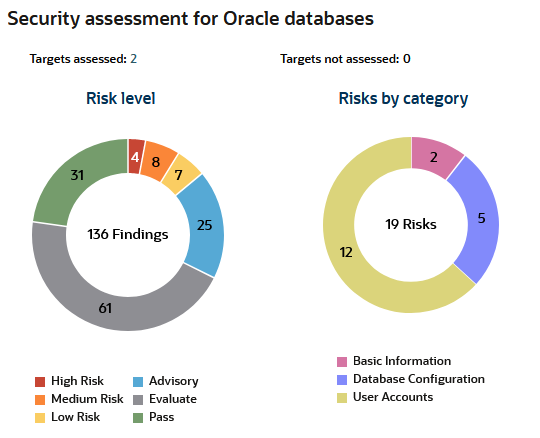 Security assessment for Oracle databases
Targets assessed: 2
Targets not assessed: 0
Risk level
Risks by category
4
8
7
31
25
136 Findings
61
2
5
19 Risks
12
High Risk
Advisory
Medium Risk
Evaluate
Low Risk
Pass
Basic Information
Database Configuration
User Accounts